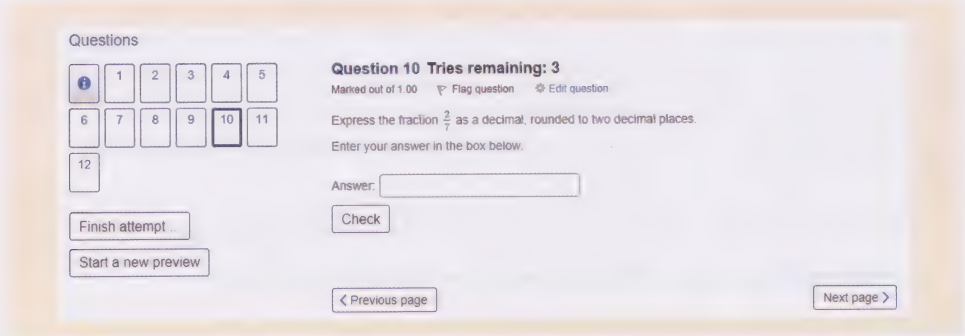 Questions
1 2 3 4 5
6 7 8 9 10 11
12
Finish attempt ...
Start a new preview
Question 10 Tries remaining: 3
Marked out of 1.00 Flag question Edit question
Express the fraction 2/7 as a decimal, rounded to two decimal places.
Enter your answer in the box below.
Answer:
Check
Previous page
Next page